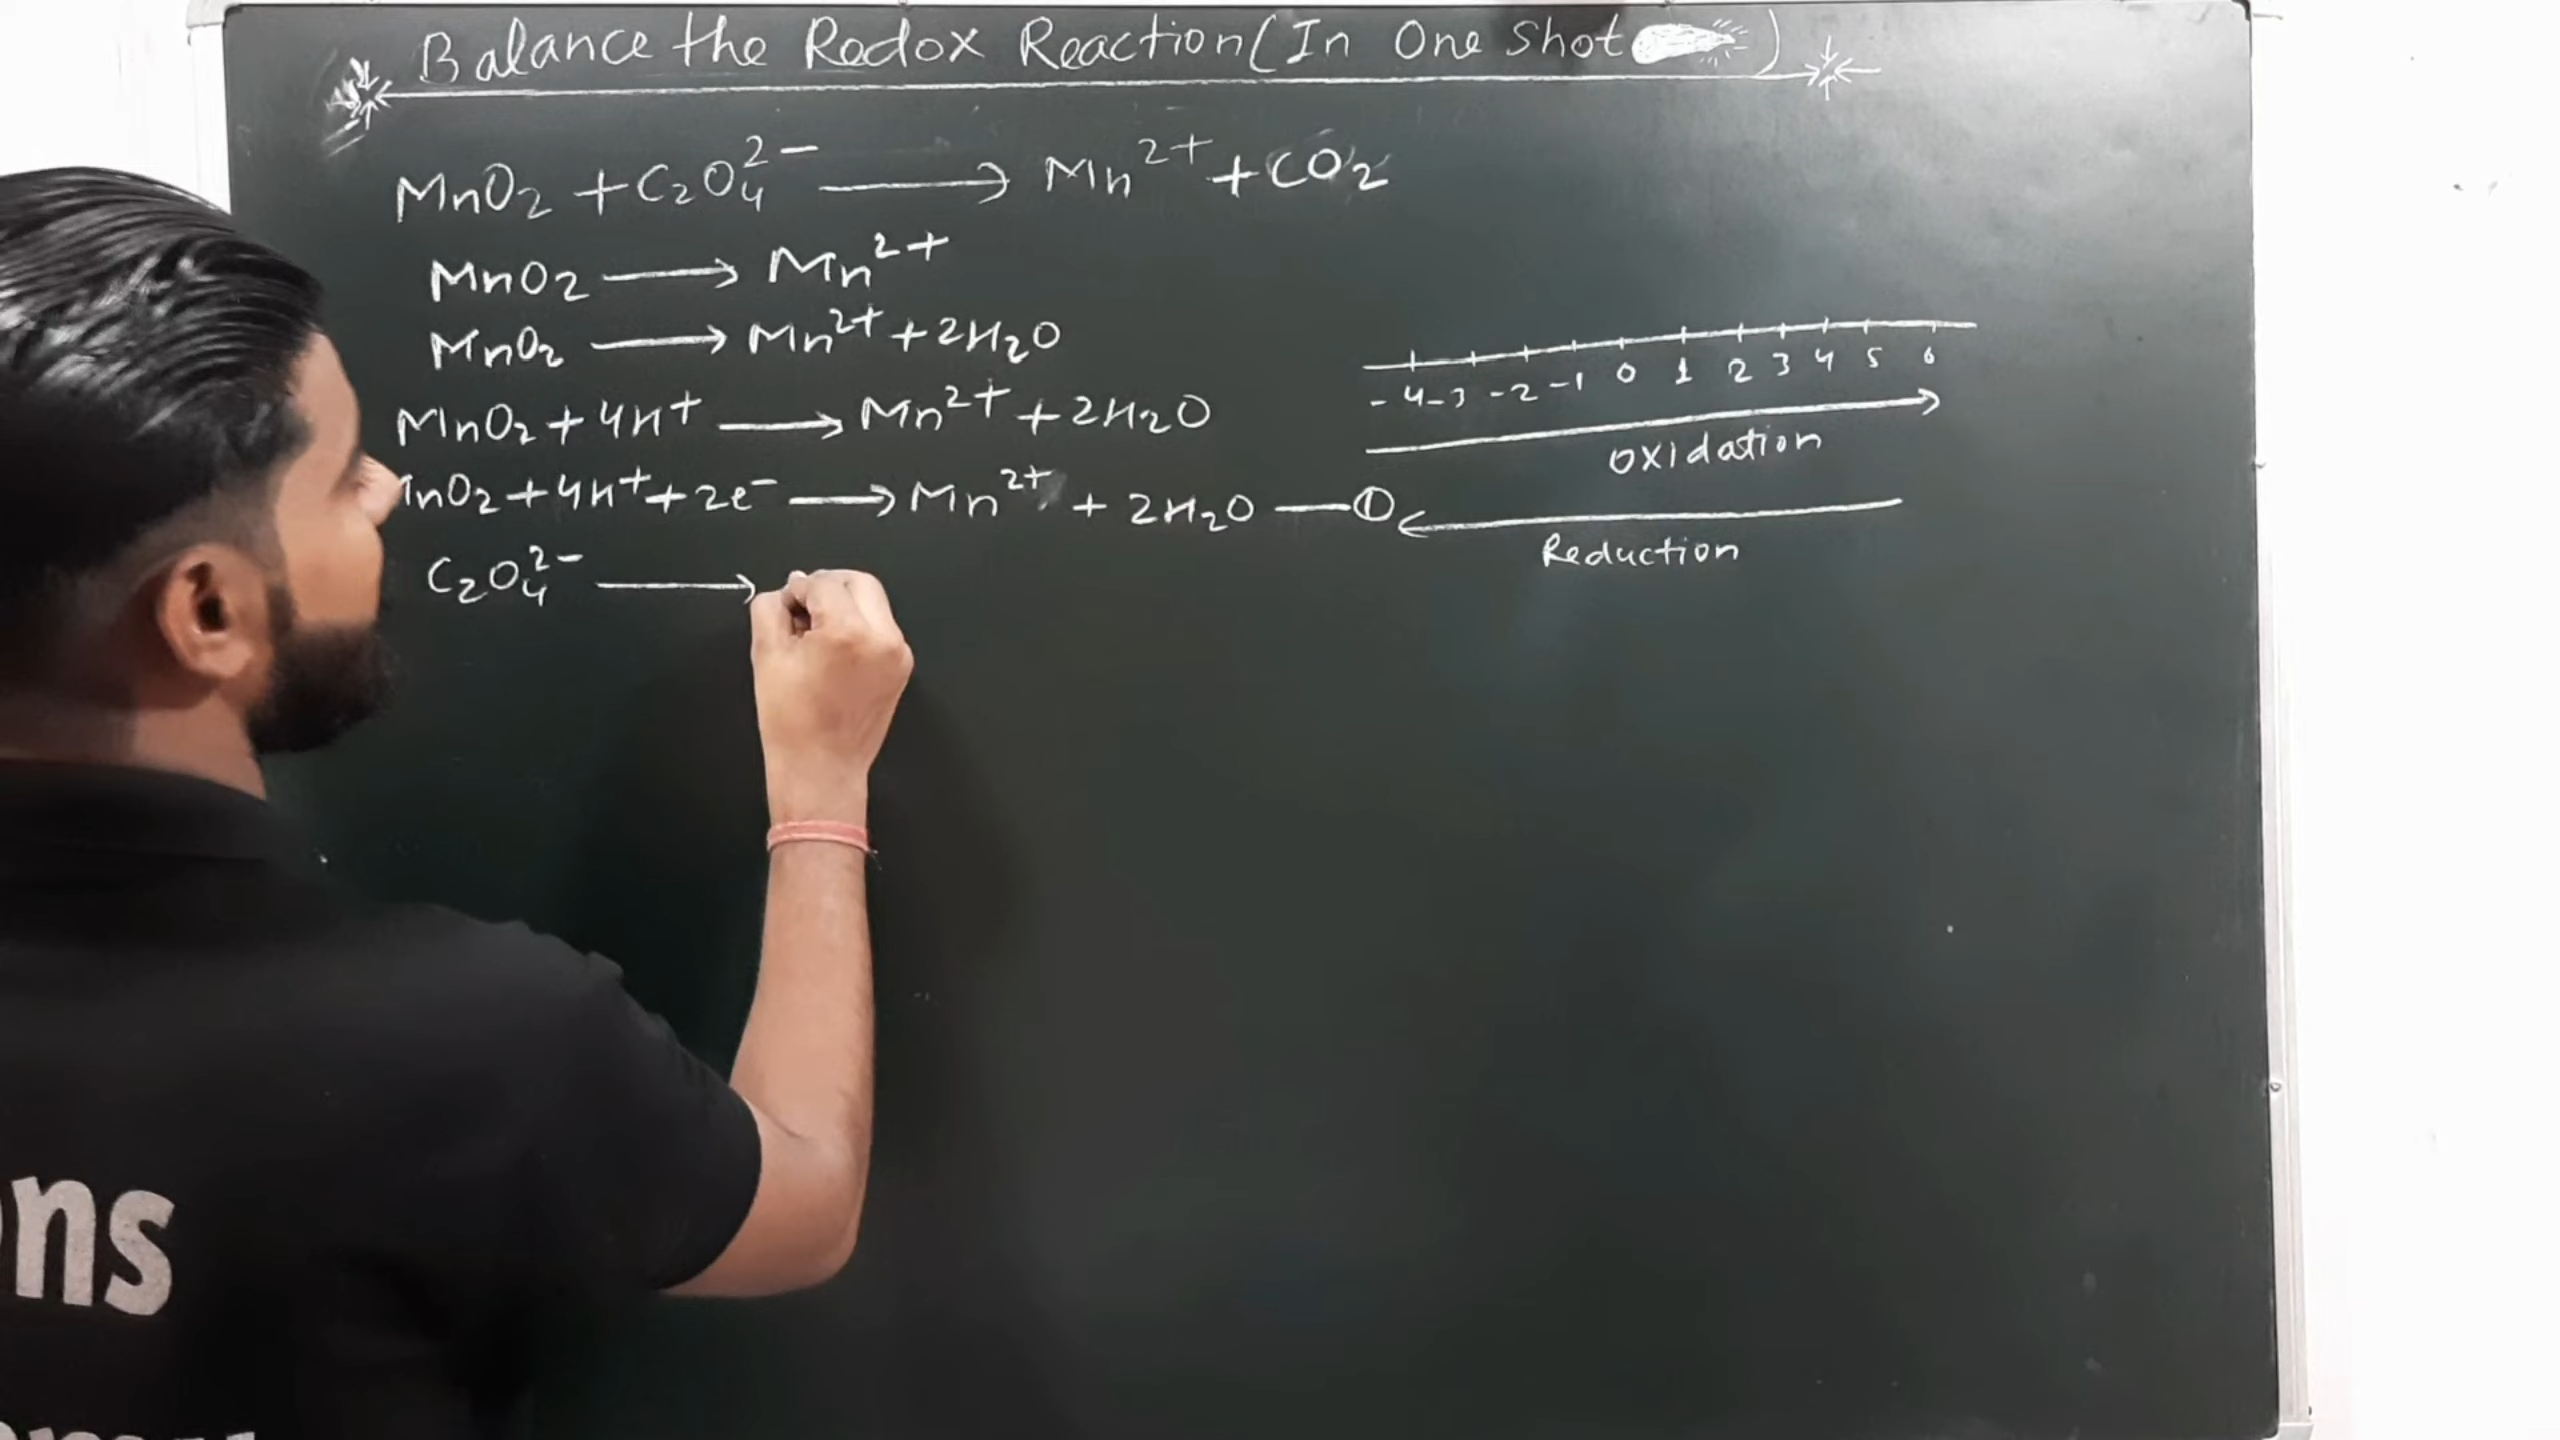 Balance the Redox Reaction (In One Shot )
MnO₂ + C₂O₄²⁻ ⟶ Mn²⁺ + CO₂
MnO₂ ⟶ Mn²⁺
MnO₂ ⟶ Mn²⁺ + 2H₂O
MnO₂ + 4H⁺ ⟶ Mn²⁺ + 2H₂O
nO₂ + 4H⁺ + 2e⁻ ⟶ Mn²⁺ + 2H₂O — ①
C₂O₄²⁻ ⟶
-4 -3 -2 -1 0 1 2 3 4 5 6
Oxidation
Reduction
ns